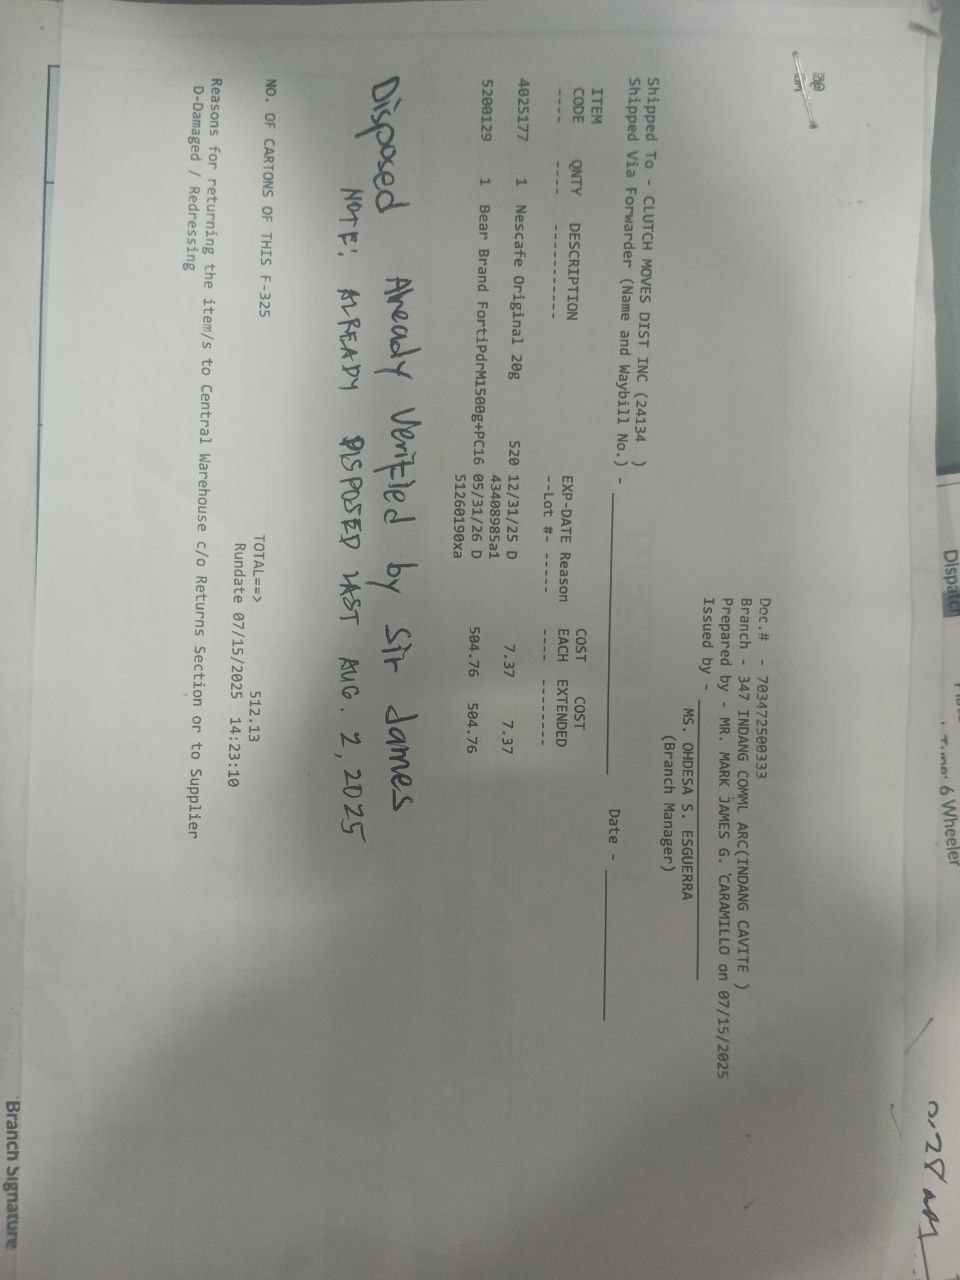 Dispatch
6 Wheeler
Doc.# - 703472500333
Branch - 347 INDANG COMML ARC(INDANG CAVITE )
Prepared by - MR. MARK JAMES G. CARAMILLO on 07/15/2025
Issued by -
MS. OHDESA S. ESGUERRA
(Branch Manager)
Shipped To - CLUTCH MOVES DIST INC (24134 )
Shipped Via Forwarder (Name and Waybill No.) - Date -
ITEM EXP-DATE Reason COST COST
CODE QNTY DESCRIPTION --Lot #- ----- EACH EXTENDED
---- ---- ----------- ---- --------
4025177 1 Nescafe Original 20g 520 12/31/25 D 7.37 7.37
43408985a1
5200129 1 Bear Brand FortiPdrM1500g+PC16 05/31/26 D 504.76 504.76
51260190xa
Disposed Already Verified by Sir James
NOTE: ALREADY DISPOSED LAST AUG. 2, 2025
NO. OF CARTONS OF THIS F-325 TOTAL==> 512.13
Rundate 07/15/2025 14:23:10
Reasons for returning the item/s to Central Warehouse c/o Returns Section or to Supplier
D-Damaged / Redressing
Branch Signature